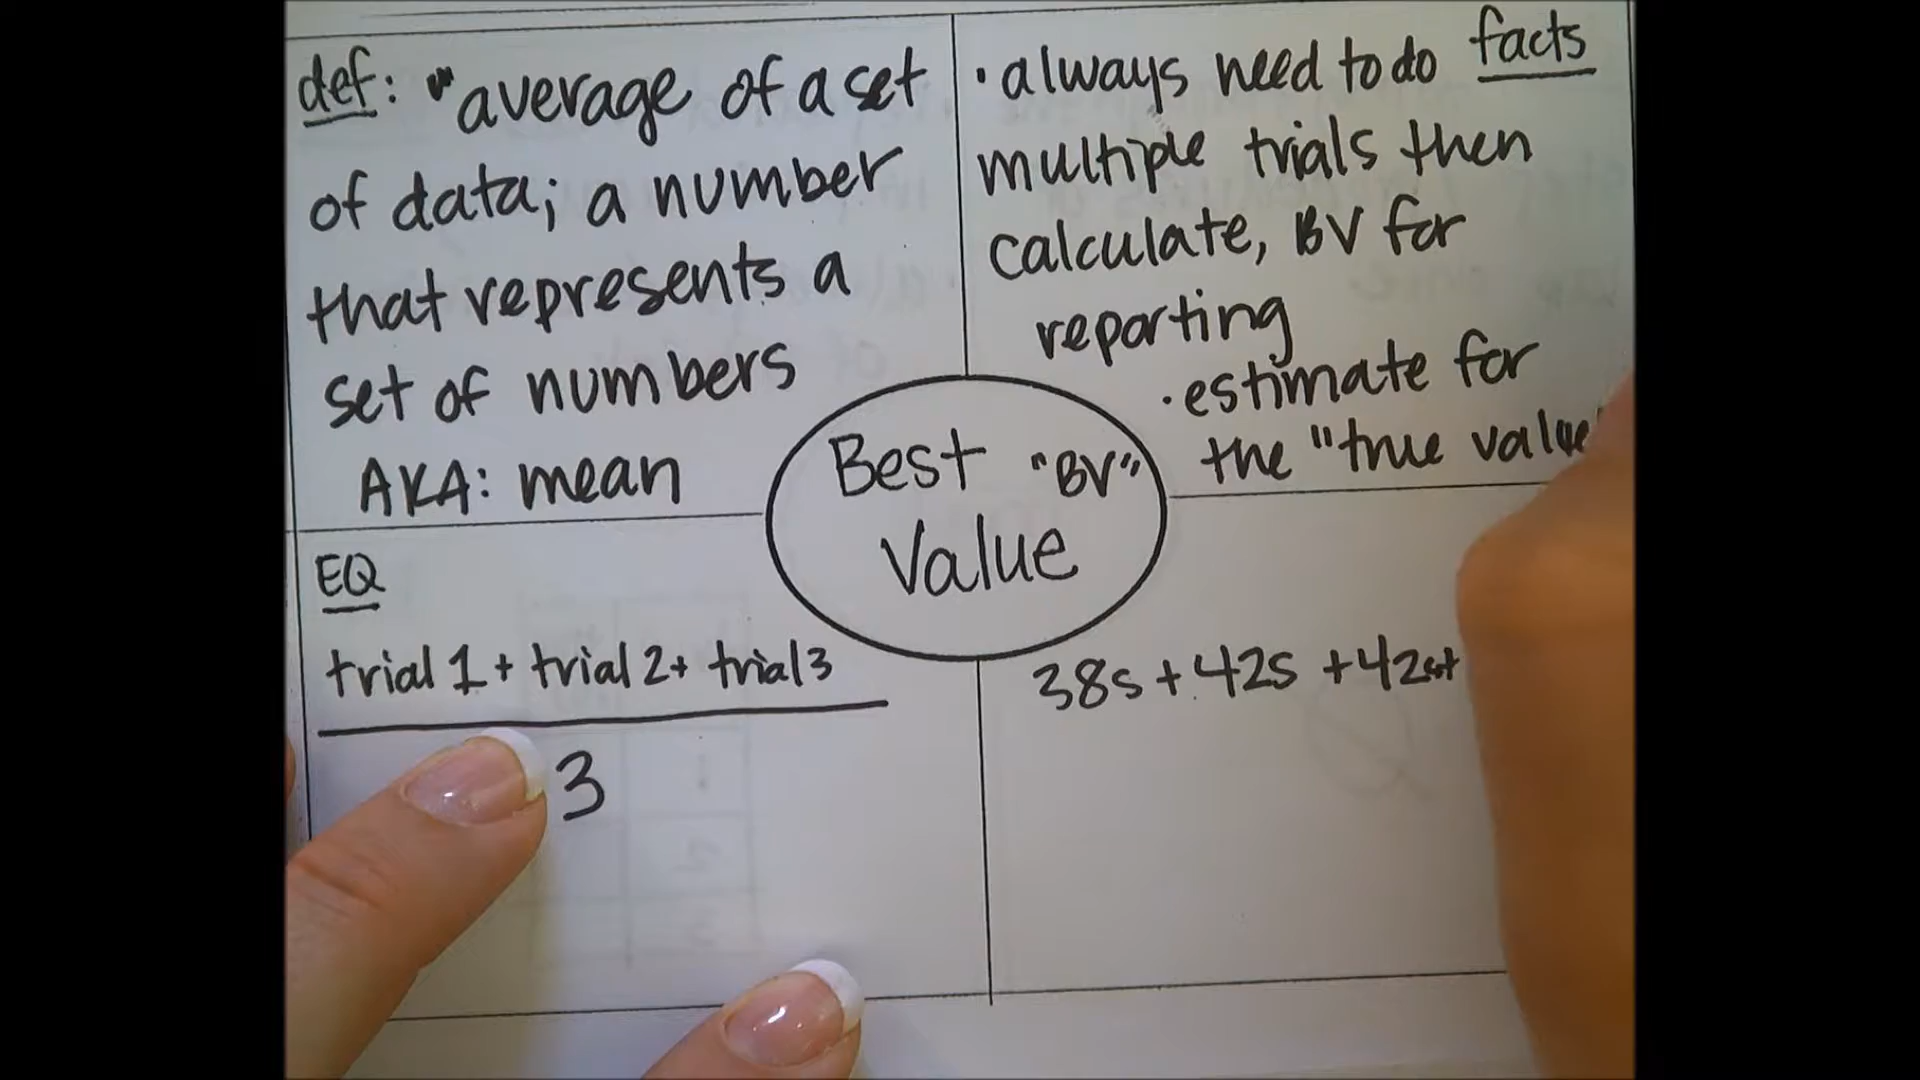 def: "average of a set
of data; a number
that represents a
set of numbers
AKA: mean
facts
• always need to do
multiple trials then
calculate, BV for
reporting
• estimate for
the "true value"
Best "BV"
Value
EQ
trial 1 + trial 2 + trial 3
3
38s + 42s + 42s+